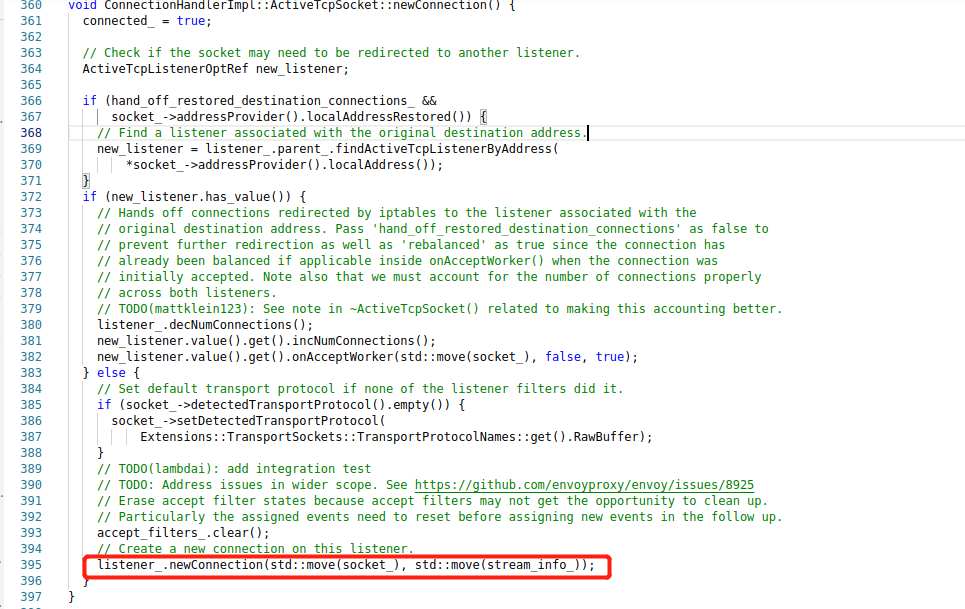 360 void ConnectionHandlerImpl::ActiveTcpSocket::newConnection() {
361   connected_ = true;
362
363   // Check if the socket may need to be redirected to another listener.
364   ActiveTcpListenerOptRef new_listener;
365
366   if (hand_off_restored_destination_connections_ &&
367       socket_->addressProvider().localAddressRestored()) {
368     // Find a listener associated with the original destination address.
369     new_listener = listener_.parent_.findActiveTcpListenerByAddress(
370         *socket_->addressProvider().localAddress());
371   }
372   if (new_listener.has_value()) {
373     // Hands off connections redirected by iptables to the listener associated with the
374     // original destination address. Pass 'hand_off_restored_destination_connections' as false to
375     // prevent further redirection as well as 'rebalanced' as true since the connection has
376     // already been balanced if applicable inside onAcceptWorker() when the connection was
377     // initially accepted. Note also that we must account for the number of connections properly
378     // across both listeners.
379     // TODO(mattklein123): See note in ~ActiveTcpSocket() related to making this accounting better.
380     listener_.decNumConnections();
381     new_listener.value().get().incNumConnections();
382     new_listener.value().get().onAcceptWorker(std::move(socket_), false, true);
383   } else {
384     // Set default transport protocol if none of the listener filters did it.
385     if (socket_->detectedTransportProtocol().empty()) {
386       socket_->setDetectedTransportProtocol(
387           Extensions::TransportSockets::TransportProtocolNames::get().RawBuffer);
388     }
389     // TODO(lambdai): add integration test
390     // TODO: Address issues in wider scope. See https://github.com/envoyproxy/envoy/issues/8925
391     // Erase accept filter states because accept filters may not get the opportunity to clean up.
392     // Particularly the assigned events need to reset before assigning new events in the follow up.
393     accept_filters_.clear();
394     // Create a new connection on this listener.
395     listener_.newConnection(std::move(socket_), std::move(stream_info_));
396   }
397 }